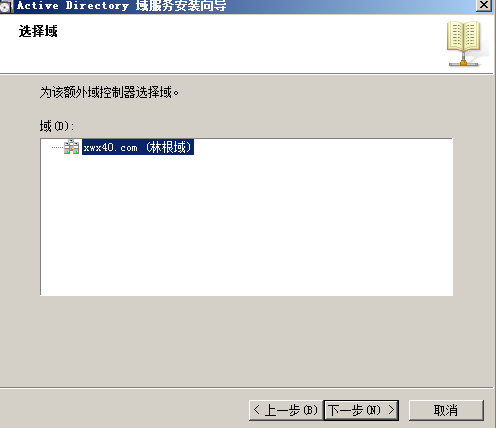 Active Directory 域服务安装向导
选择域
为该额外域控制器选择域。
域(D):
xwx40.com (林根域)
< 上一步(B) 下一步(N) > 取消